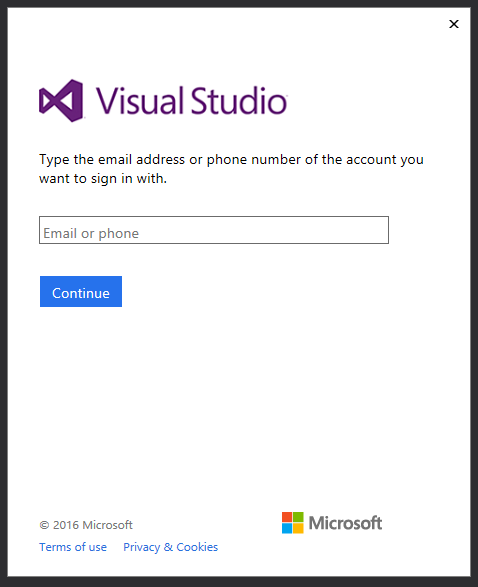 Visual Studio
Type the email address or phone number of the account you
want to sign in with.
Email or phone
Continue
© 2016 Microsoft
Microsoft
Terms of use
Privacy & Cookies